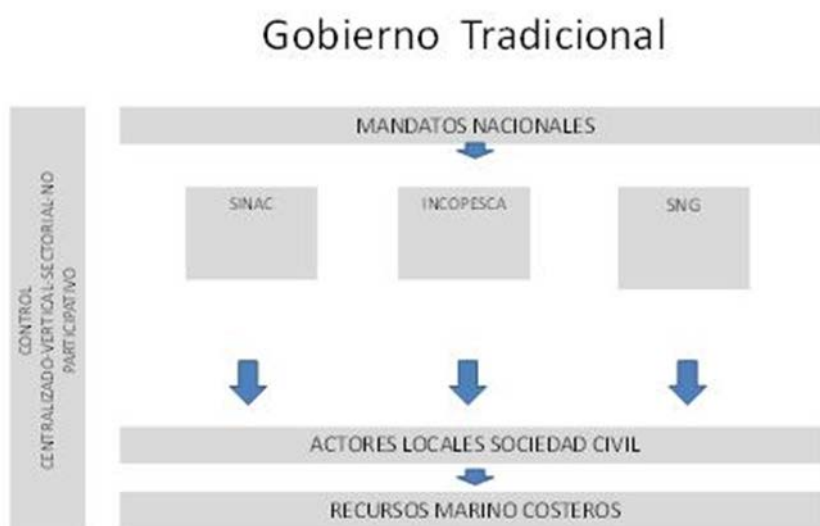 Gobierno Tradicional
CONTROL
CENTRALIZADO-VERTICAL-SECTORIAL-NO
PARTICIPATIVO
MANDATOS NACIONALES
SINAC
INCOPESCA
SNG
ACTORES LOCALES SOCIEDAD CIVIL
RECURSOS MARINO COSTEROS